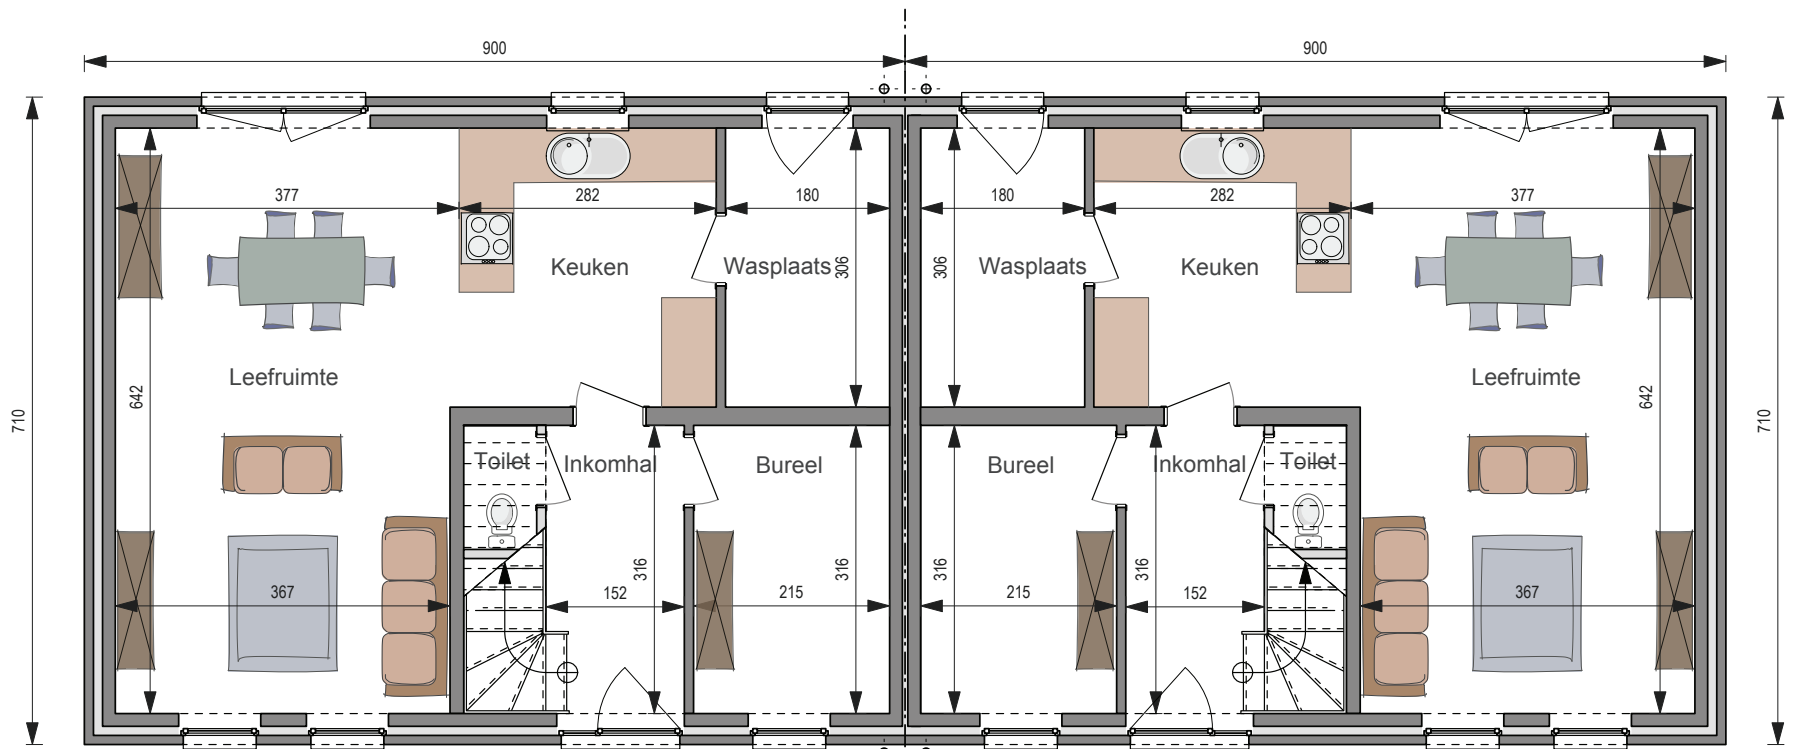 900 900
377 282 180 180 282 377
Keuken Wasplaats 306 306 Wasplaats Keuken
Leefruimte Leefruimte
642 642
710 710
Toilet Inkomhal Bureel Bureel Inkomhal Toilet
316 316 316 316
367 152 215 215 152 367